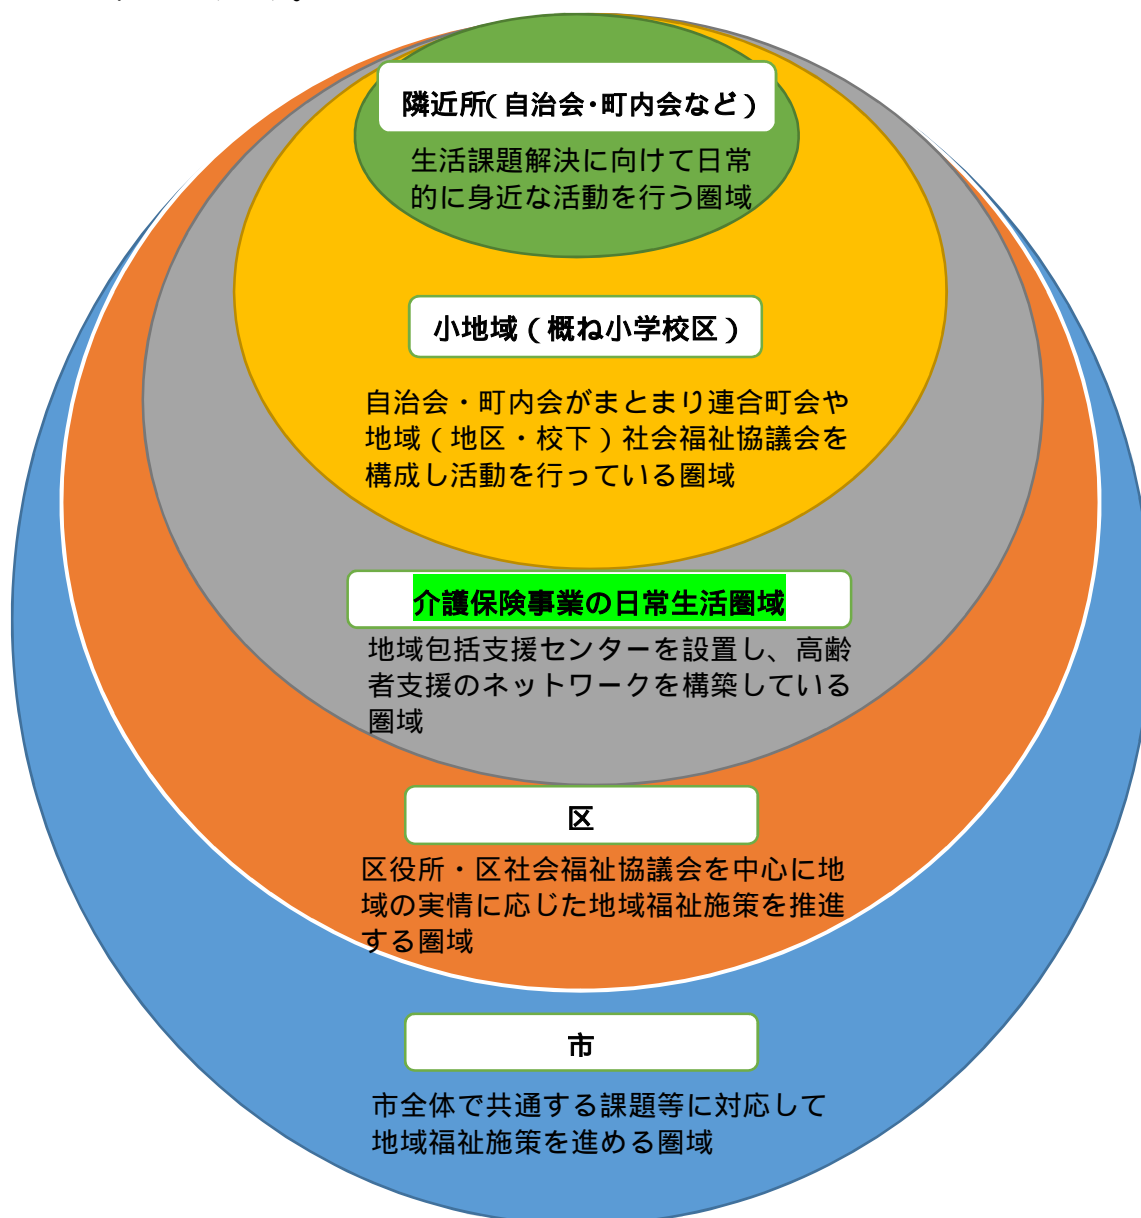 隣近所(自治会・町内会など)
生活課題解決に向けて日常
的に身近な活動を行う圏域
小地域(概ね小学校区)
自治会・町内会がまとまり連合町会や
地域(地区・校下)社会福祉協議会を
構成し活動を行っている圏域
介護保険事業の日常生活圏域
地域包括支援センターを設置し、高齢
者支援のネットワークを構築している
圏域
区
区役所・区社会福祉協議会を中心に地
域の実情に応じた地域福祉施策を推進
する圏域
市
市全体で共通する課題等に対応して
地域福祉施策を進める圏域